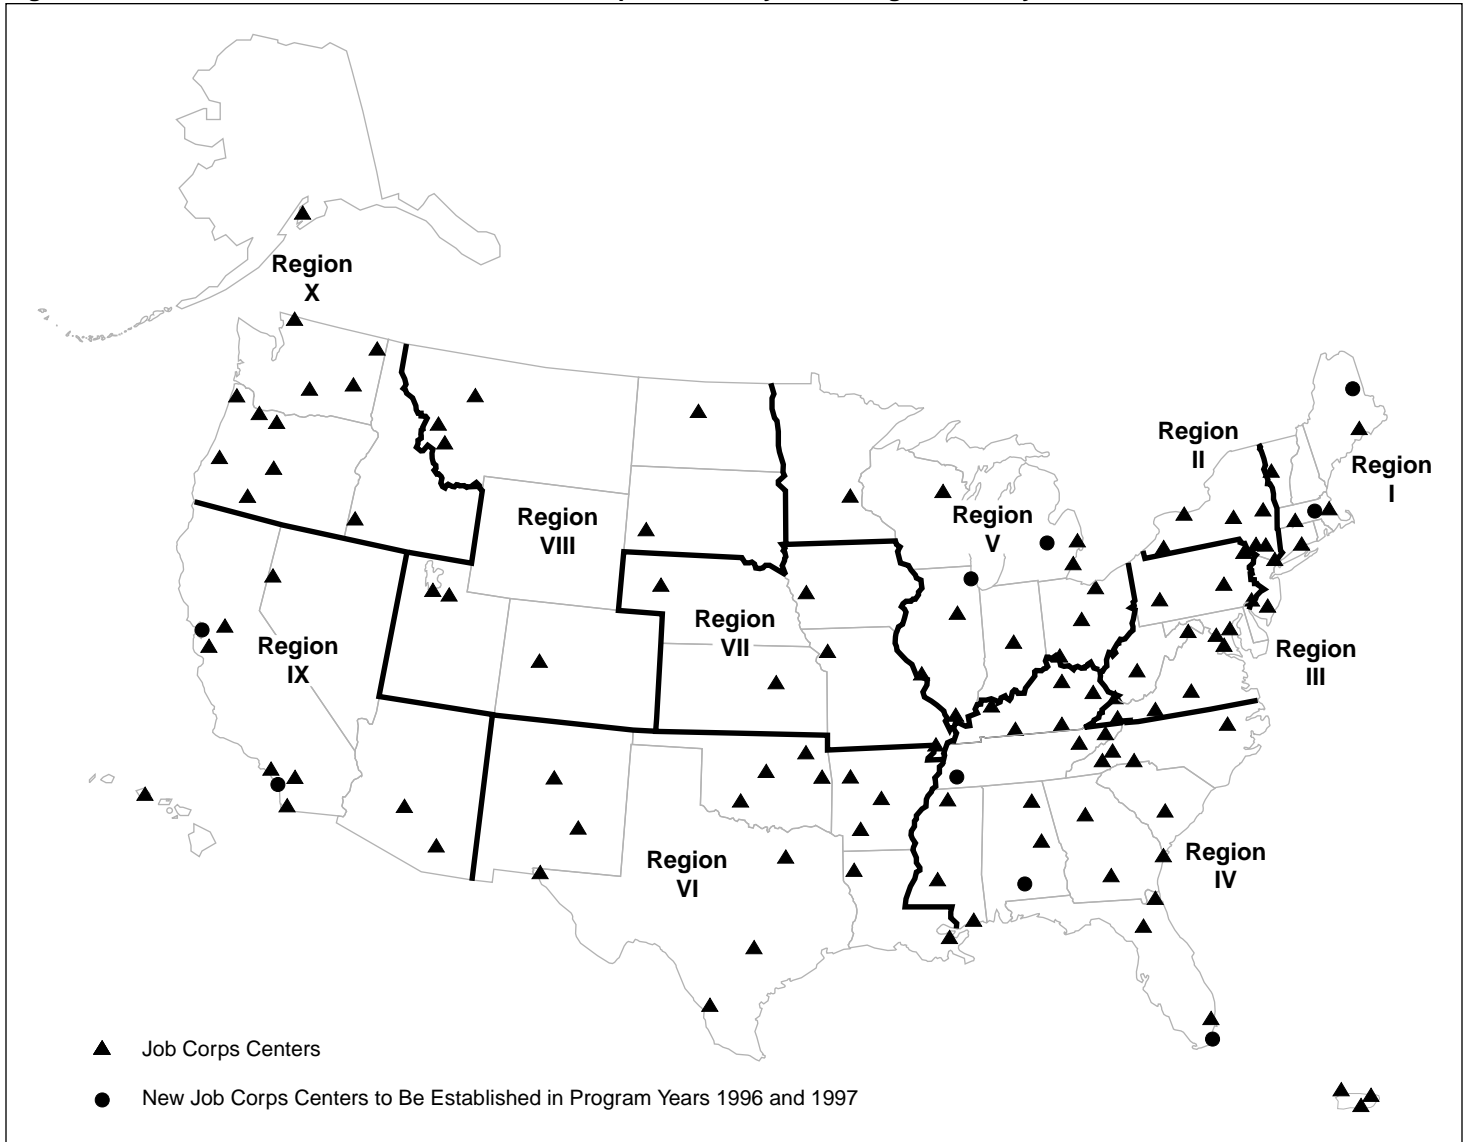 Region
X
Region
II
Region
I
Region
V
Region
VIII
Region
VII
Region
IX
Region
III
Region
VI
Region
IV
Job Corps Centers
New Job Corps Centers to Be Established in Program Years 1996 and 1997